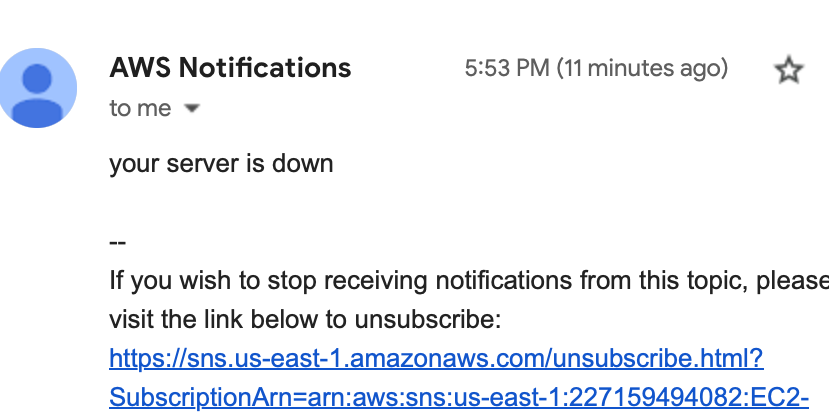 AWS Notifications 5:53 PM (11 minutes ago)
to me
your server is down
--
If you wish to stop receiving notifications from this topic, please
visit the link below to unsubscribe:
https://sns.us-east-1.amazonaws.com/unsubscribe.html?
SubscriptionArn=arn:aws:sns:us-east-1:227159494082:EC2-